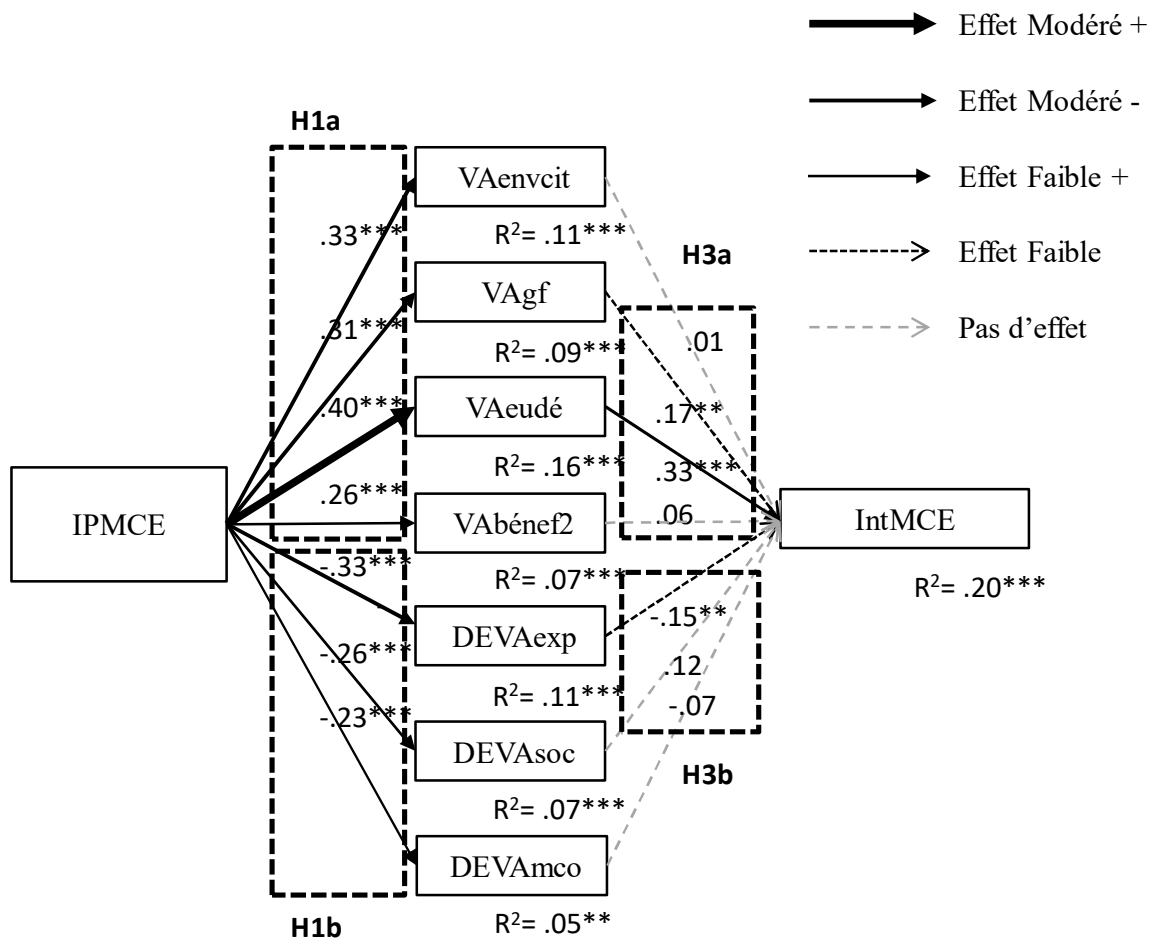 Effet Modéré +
Effet Modéré -
Effet Faible +
Effet Faible
Pas d’effet
H1a
VAenvcit
.33***
R²= .11***
H3a
VAgf
.31***
.01
R²= .09***
VAeudé
.40***
.17**
R²= .16***
.33***
IPMCE
.26***
VAbénef2
.06
IntMCE
-.33***
R²= .07***
R²= .20***
DEVAexp
-.15**
-.26***
.12
R²= .11***
-.07
-.23***
DEVAsoc
H3b
R²= .07***
DEVAmco
H1b
R²= .05**